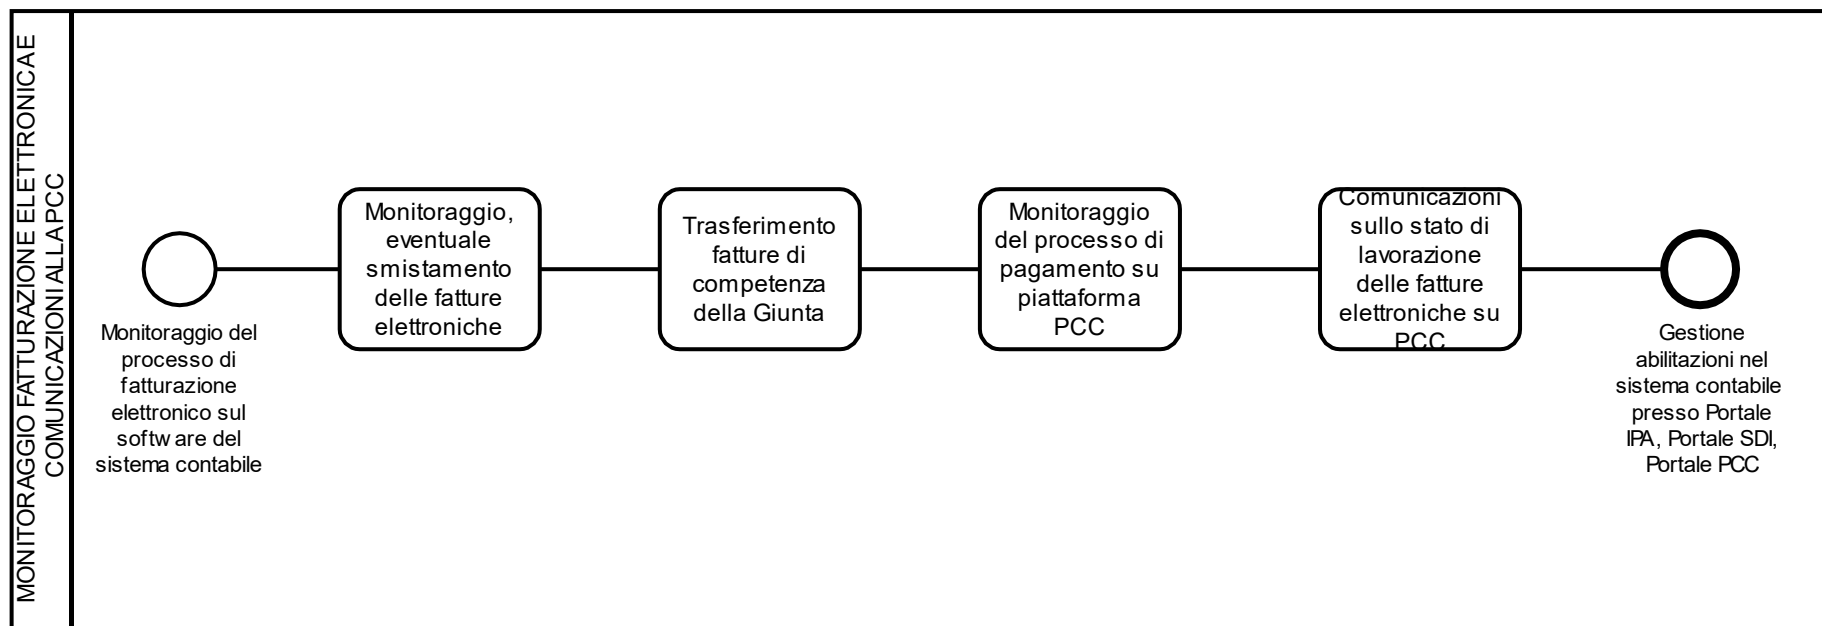 MONITORAGGIO FATTURAZIONE ELETTRONICA E
COMUNICAZIONI ALLA PCC
Monitoraggio del
processo di
fatturazione
elettronico sul
software del
sistema contabile
Monitoraggio,
eventuale
smistamento
delle fatture
elettroniche
Trasferimento
fatture di
competenza
della Giunta
Monitoraggio
del processo di
pagamento su
piattaforma
PCC
Comunicazioni
sullo stato di
lavorazione
delle fatture
elettroniche su
PCC
Gestione
abilitazioni nel
sistema contabile
presso Portale
IPA, Portale SDI,
Portale PCC